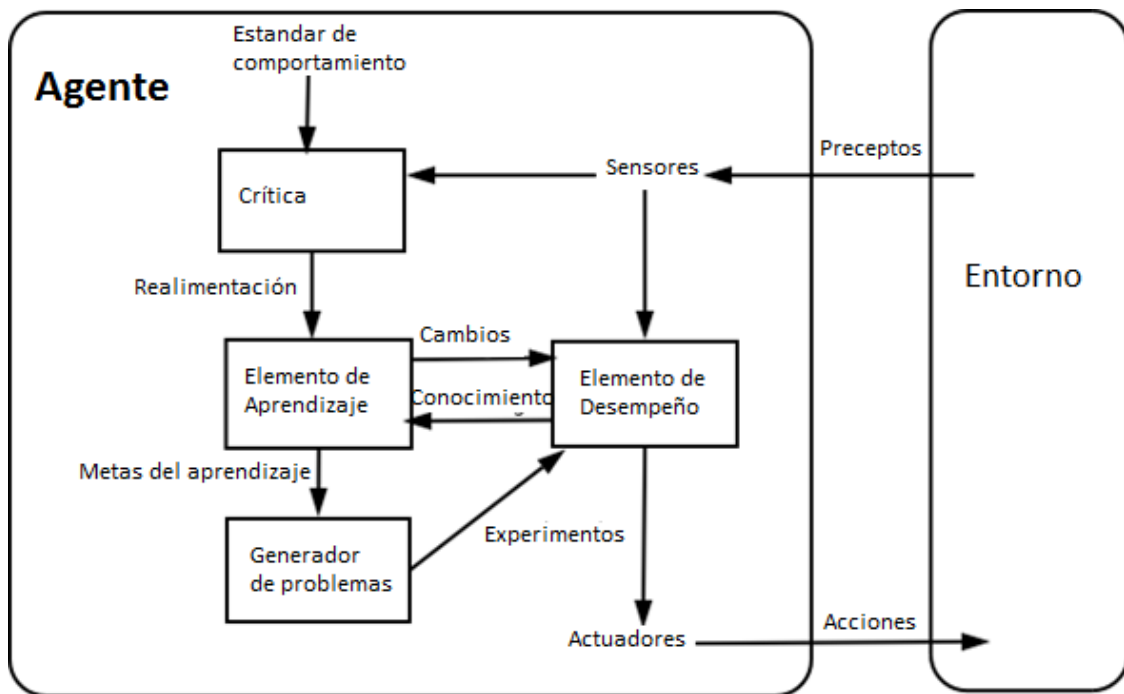 Estandar de
comportamiento
Agente
Preceptos
Sensores
Crítica
Entorno
Realimentación
Cambios
Elemento de
Aprendizaje
Conocimiento
Elemento de
Desempeño
Metas del aprendizaje
Experimentos
Generador
de problemas
Acciones
Actuadores